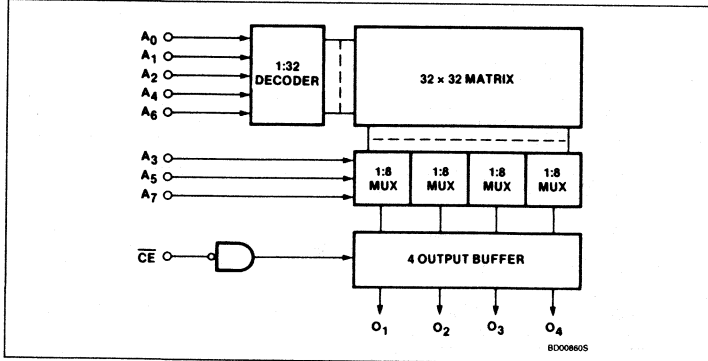 A0
A1
A2
A4
A6
1:32
DECODER
32 × 32 MATRIX
A3
A5
A7
1:8
MUX
1:8
MUX
1:8
MUX
1:8
MUX
CE
4 OUTPUT BUFFER
O1
O2
O3
O4
BD00860S